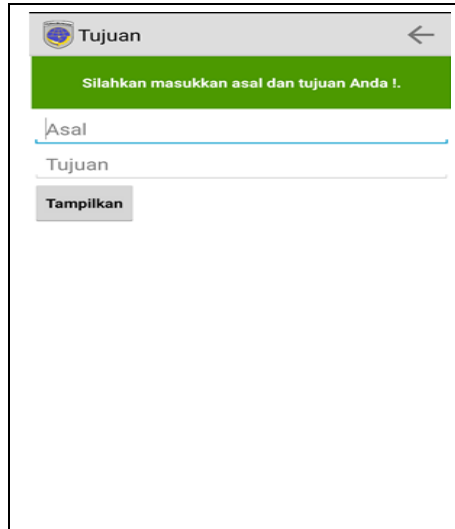 Tujuan
Silahkan masukkan asal dan tujuan Anda !.
Asal
Tujuan
Tampilkan